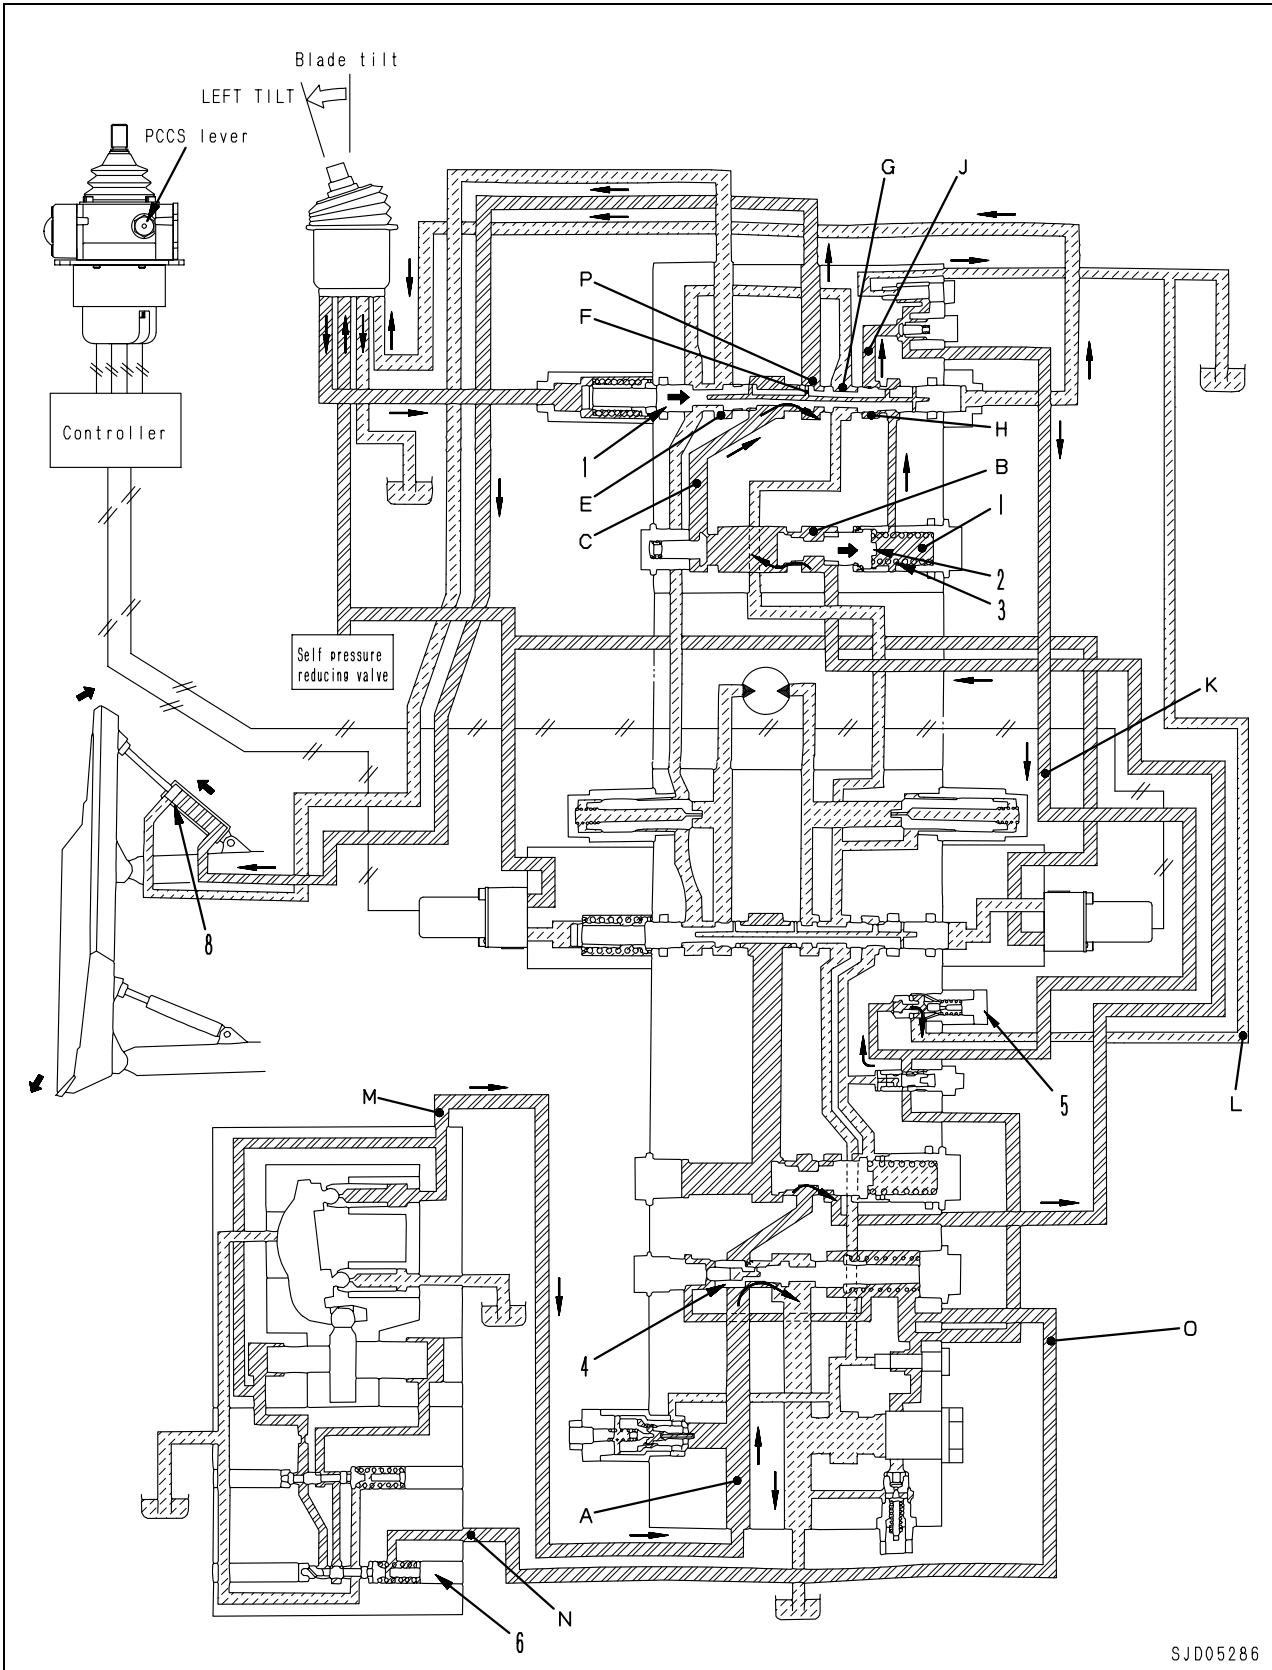 Blade tilt
LEFT TILT
PCCS lever
G
J
P
F
Controller
1
H
E
B
I
C
2
3
Self pressure
reducing valve
K
8
5
L
M
O
4
A
N
6
SJD05286